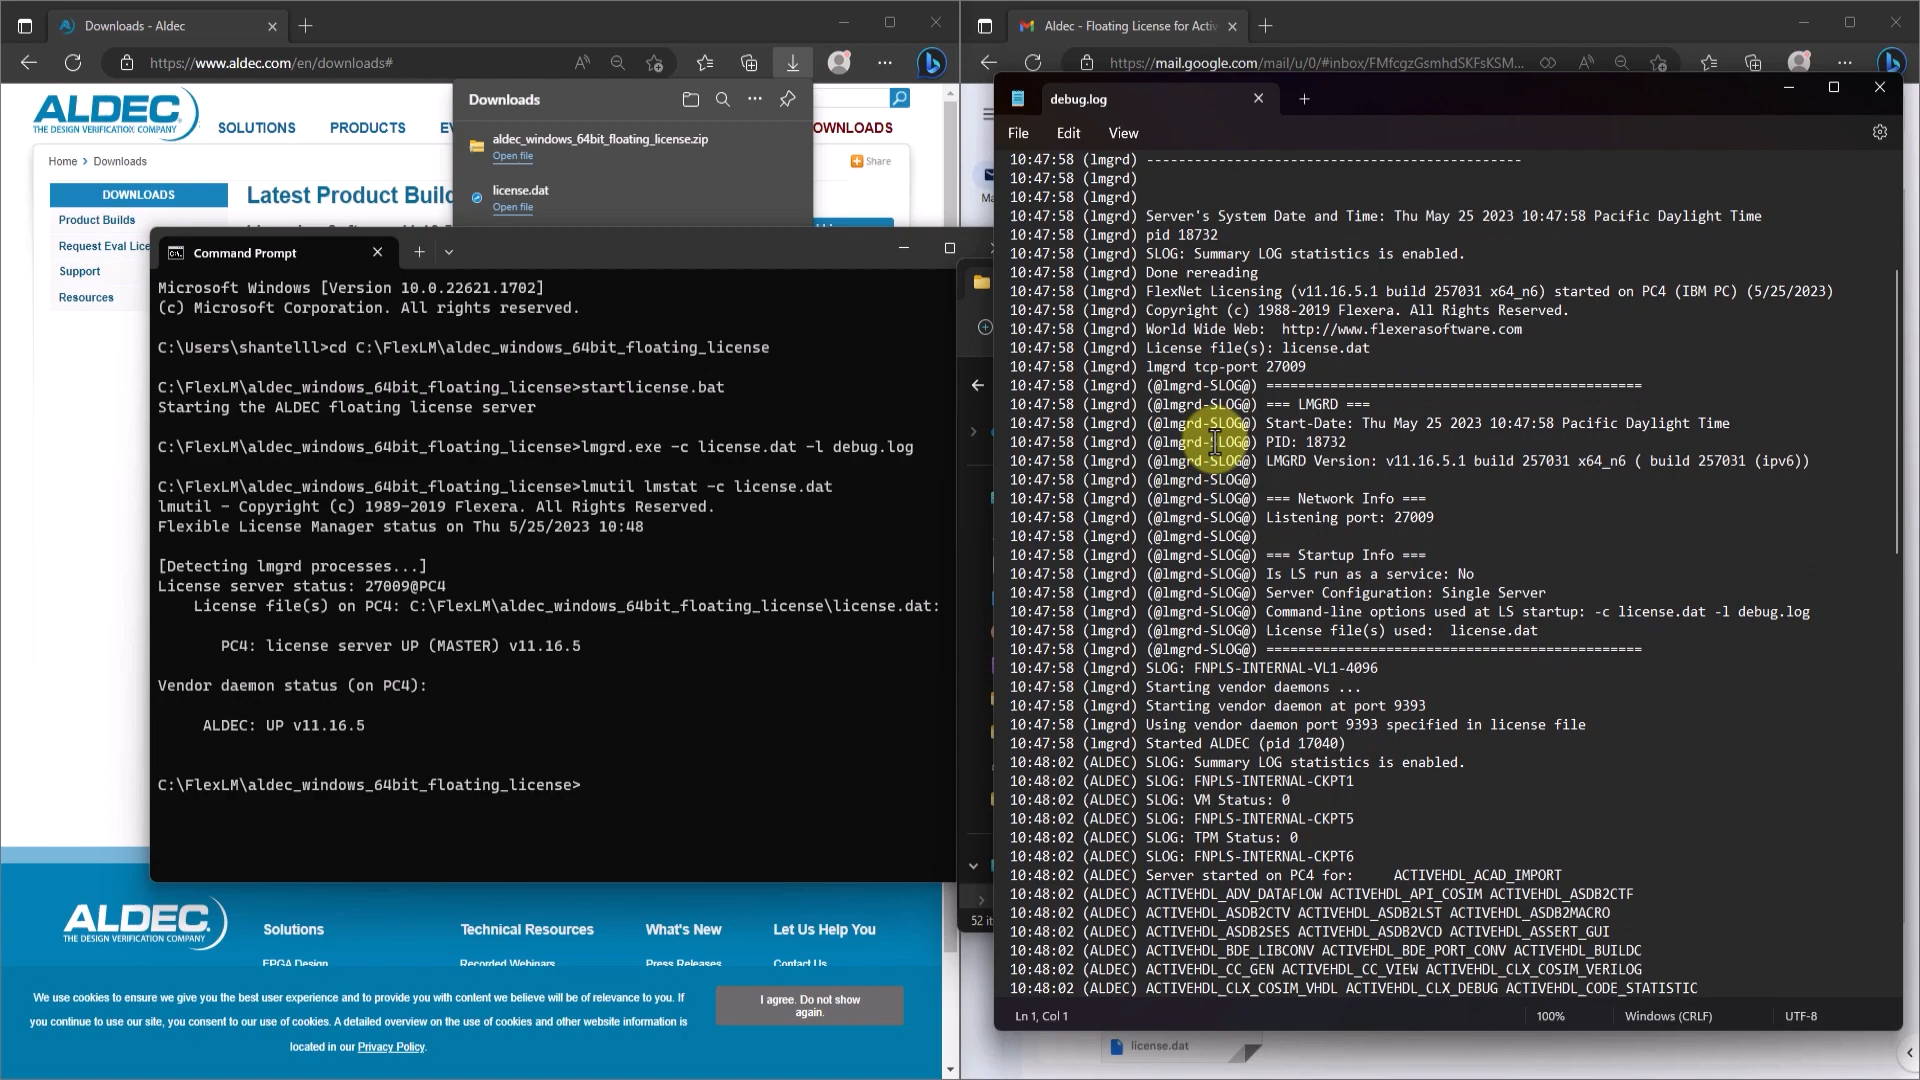 Downloads - Aldec
https://www.aldec.com/en/downloads#
ALDEC
THE DESIGN VERIFICATION COMPANY
SOLUTIONS
PRODUCTS
OWNLOADS
Home > Downloads
Share
DOWNLOADS
Product Builds
Request Eval Lice
Support
Resources
Latest Product Builds
Downloads
aldec_windows_64bit_floating_license.zip
Open file
license.dat
Open file
Command Prompt
Microsoft Windows [Version 10.0.22621.1702]
(c) Microsoft Corporation. All rights reserved.
C:\Users\shantelll>cd C:\FlexLM\aldec_windows_64bit_floating_license
C:\FlexLM\aldec_windows_64bit_floating_license>startlicense.bat
Starting the ALDEC floating license server
C:\FlexLM\aldec_windows_64bit_floating_license>lmgrd.exe -c license.dat -l debug.log
C:\FlexLM\aldec_windows_64bit_floating_license>lmutil lmstat -c license.dat
lmutil - Copyright (c) 1989-2019 Flexera. All Rights Reserved.
Flexible License Manager status on Thu 5/25/2023 10:48
[Detecting lmgrd processes...]
License server status: 27009@PC4
License file(s) on PC4: C:\FlexLM\aldec_windows_64bit_floating_license\license.dat:
PC4: license server UP (MASTER) v11.16.5
Vendor daemon status (on PC4):
ALDEC: UP v11.16.5
C:\FlexLM\aldec_windows_64bit_floating_license>
ALDEC
THE DESIGN VERIFICATION COMPANY
Solutions
Technical Resources
What's New
Let Us Help You
FPGA Design
Recorded Webinars
Press Releases
Contact Us
We use cookies to ensure we give you the best user experience and to provide you with content we believe will be of relevance to you. If
you continue to use our site, you consent to our use of cookies. A detailed overview on the use of cookies and other website information is
located in our Privacy Policy.
I agree. Do not show
again.
Aldec - Floating License for Activ
https://mail.google.com/mail/u/0/#inbox/FMfcgzGsmhdSKFsKSM...
debug.log
File Edit View
10:47:58 (lmgrd) -----------------------------------------------
10:47:58 (lmgrd)
10:47:58 (lmgrd)
10:47:58 (lmgrd) Server's System Date and Time: Thu May 25 2023 10:47:58 Pacific Daylight Time
10:47:58 (lmgrd) pid 18732
10:47:58 (lmgrd) SLOG: Summary LOG statistics is enabled.
10:47:58 (lmgrd) Done rereading
10:47:58 (lmgrd) FlexNet Licensing (v11.16.5.1 build 257031 x64_n6) started on PC4 (IBM PC) (5/25/2023)
10:47:58 (lmgrd) Copyright (c) 1988-2019 Flexera. All Rights Reserved.
10:47:58 (lmgrd) World Wide Web: http://www.flexerasoftware.com
10:47:58 (lmgrd) License file(s): license.dat
10:47:58 (lmgrd) lmgrd tcp-port 27009
10:47:58 (lmgrd) (@lmgrd-SLOG@) ===============================================
10:47:58 (lmgrd) (@lmgrd-SLOG@) === LMGRD ===
10:47:58 (lmgrd) (@lmgrd-SLOG@) Start-Date: Thu May 25 2023 10:47:58 Pacific Daylight Time
10:47:58 (lmgrd) (@lmgrd-SLOG@) PID: 18732
10:47:58 (lmgrd) (@lmgrd-SLOG@) LMGRD Version: v11.16.5.1 build 257031 x64_n6 ( build 257031 (ipv6))
10:47:58 (lmgrd) (@lmgrd-SLOG@)
10:47:58 (lmgrd) (@lmgrd-SLOG@) === Network Info ===
10:47:58 (lmgrd) (@lmgrd-SLOG@) Listening port: 27009
10:47:58 (lmgrd) (@lmgrd-SLOG@)
10:47:58 (lmgrd) (@lmgrd-SLOG@) === Startup Info ===
10:47:58 (lmgrd) (@lmgrd-SLOG@) Is LS run as a service: No
10:47:58 (lmgrd) (@lmgrd-SLOG@) Server Configuration: Single Server
10:47:58 (lmgrd) (@lmgrd-SLOG@) Command-line options used at LS startup: -c license.dat -l debug.log
10:47:58 (lmgrd) (@lmgrd-SLOG@) License file(s) used: license.dat
10:47:58 (lmgrd) (@lmgrd-SLOG@) ===============================================
10:47:58 (lmgrd) SLOG: FNPLS-INTERNAL-VL1-4096
10:47:58 (lmgrd) Starting vendor daemons ...
10:47:58 (lmgrd) Starting vendor daemon at port 9393
10:47:58 (lmgrd) Using vendor daemon port 9393 specified in license file
10:47:58 (lmgrd) Started ALDEC (pid 17040)
10:48:02 (ALDEC) SLOG: Summary LOG statistics is enabled.
10:48:02 (ALDEC) SLOG: FNPLS-INTERNAL-CKPT1
10:48:02 (ALDEC) SLOG: VM Status: 0
10:48:02 (ALDEC) SLOG: FNPLS-INTERNAL-CKPT5
10:48:02 (ALDEC) SLOG: TPM Status: 0
10:48:02 (ALDEC) SLOG: FNPLS-INTERNAL-CKPT6
10:48:02 (ALDEC) Server started on PC4 for: ACTIVEHDL_ACAD_IMPORT
10:48:02 (ALDEC) ACTIVEHDL_ADV_DATAFLOW ACTIVEHDL_API_COSIM ACTIVEHDL_ASDB2CTF
10:48:02 (ALDEC) ACTIVEHDL_ASDB2CTV ACTIVEHDL_ASDB2LST ACTIVEHDL_ASDB2MACRO
10:48:02 (ALDEC) ACTIVEHDL_ASDB2SES ACTIVEHDL_ASDB2VCD ACTIVEHDL_ASSERT_GUI
10:48:02 (ALDEC) ACTIVEHDL_BDE_LIBCONV ACTIVEHDL_BDE_PORT_CONV ACTIVEHDL_BUILDC
10:48:02 (ALDEC) ACTIVEHDL_CC_GEN ACTIVEHDL_CC_VIEW ACTIVEHDL_CLX_COSIM_VERILOG
10:48:02 (ALDEC) ACTIVEHDL_CLX_COSIM_VHDL ACTIVEHDL_CLX_DEBUG ACTIVEHDL_CODE_STATISTIC
Ln 1, Col 1
100%
Windows (CRLF)
UTF-8
52 it
license.dat